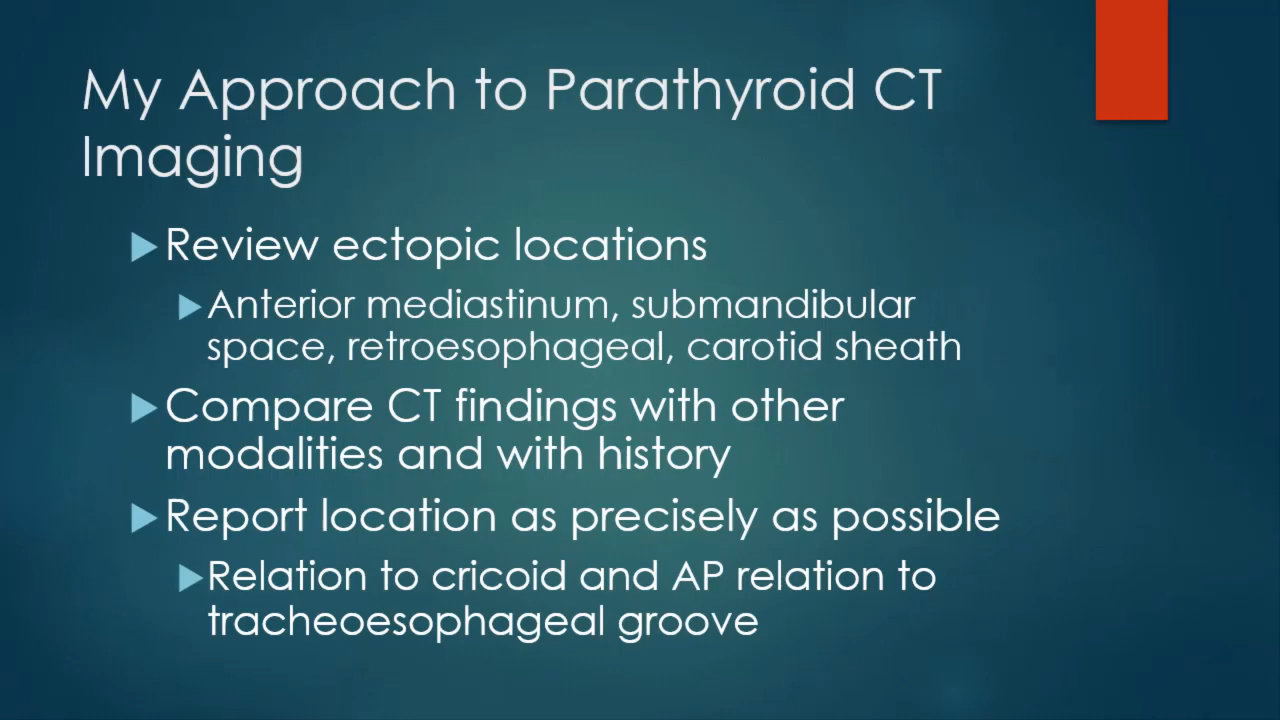 My Approach to Parathyroid CT
Imaging
Review ectopic locations
Anterior mediastinum, submandibular
space, retroesophageal, carotid sheath
Compare CT findings with other
modalities and with history
Report location as precisely as possible
Relation to cricoid and AP relation to
tracheoesophageal groove